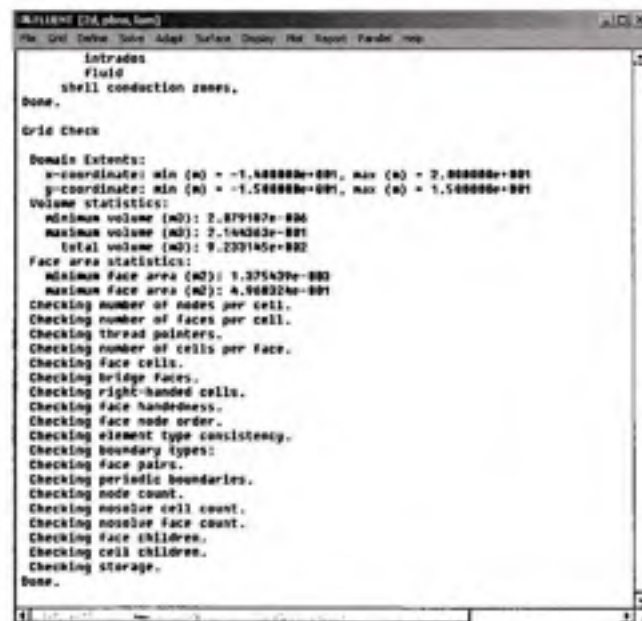 FLUENT [2d, pbns, lam]
File Grid Define Solve Adapt Surface Display Plot Report Parallel Help
intrados
fluid
shell conduction zones,
Done.
Grid Check
Domain Extents:
x-coordinate: min (m) = -1.400000e+001, max (m) = 2.000000e+001
y-coordinate: min (m) = -1.500000e+001, max (m) = 1.500000e+001
Volume statistics:
minimum volume (m3): 2.079107e-006
maximum volume (m3): 2.144363e-001
total volume (m3): 9.233145e+002
Face area statistics:
minimum face area (m2): 1.375439e-003
maximum face area (m2): 4.968324e-001
Checking number of nodes per cell.
Checking number of faces per cell.
Checking thread pointers.
Checking number of cells per face.
Checking face cells.
Checking bridge faces.
Checking right-handed cells.
Checking face handedness.
Checking face node order.
Checking element type consistency.
Checking boundary types:
Checking face pairs.
Checking periodic boundaries.
Checking node count.
Checking nosolve cell count.
Checking nosolve face count.
Checking face children.
Checking cell children.
Checking storage.
Done.